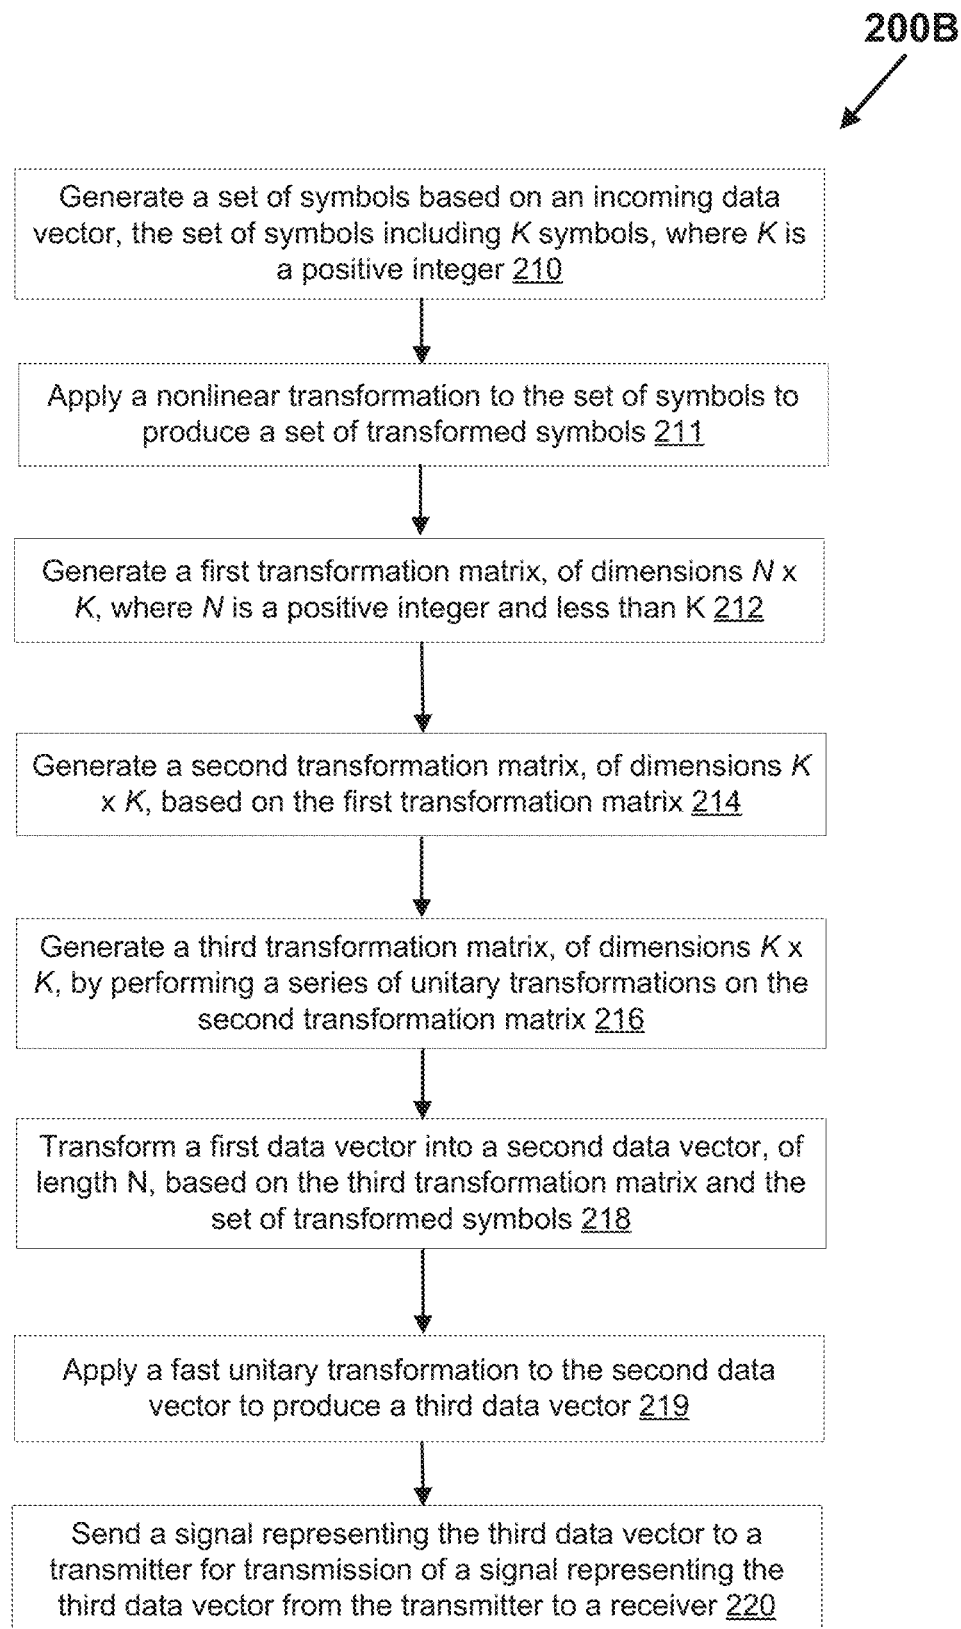 200B
Generate a set of symbols based on an incoming data
vector, the set of symbols including K symbols, where K is
a positive integer 210
Apply a nonlinear transformation to the set of symbols to
produce a set of transformed symbols 211
Generate a first transformation matrix, of dimensions N x
K, where N is a positive integer and less than K 212
Generate a second transformation matrix, of dimensions K
x K, based on the first transformation matrix 214
Generate a third transformation matrix, of dimensions K x
K, by performing a series of unitary transformations on the
second transformation matrix 216
Transform a first data vector into a second data vector, of
length N, based on the third transformation matrix and the
set of transformed symbols 218
Apply a fast unitary transformation to the second data
vector to produce a third data vector 219
Send a signal representing the third data vector to a
transmitter for transmission of a signal representing the
third data vector from the transmitter to a receiver 220